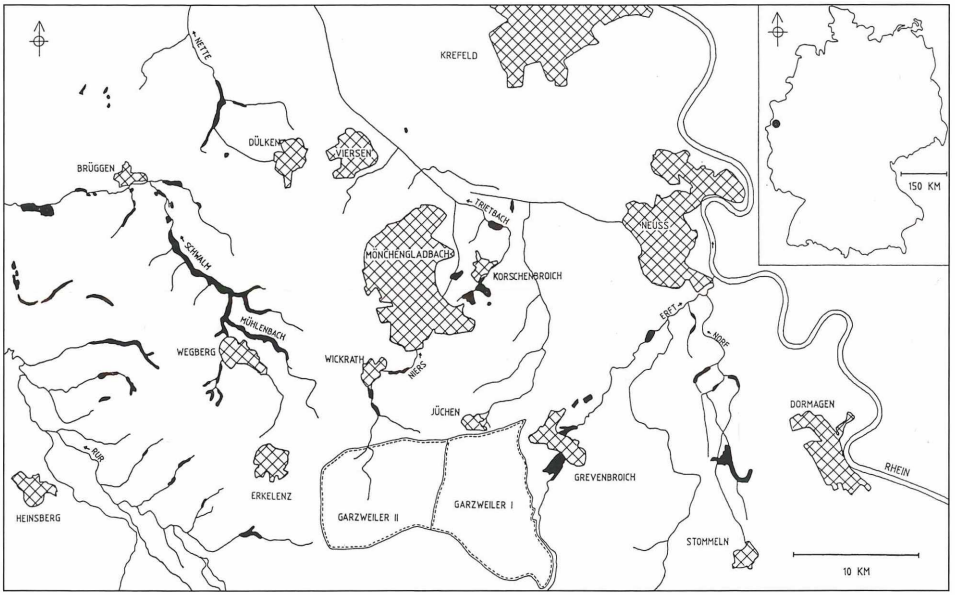 NETTE
KREFELD
DÜLKEN
VIERSEN
BRÜGGEN
150 KM
TRIETBACH
NEUSS
SCHWALM
MÖNCHENGLADBACH
KORSCHENBROICH
MÜHLENBACH
ERFT
NORF
WEGBERG
WICKRATH
NIERS
JÜCHEN
DORMAGEN
RUR
RHEIN
GREVENBROICH
ERKELENZ
HEINSBERG
GARZWEILER II
GARZWEILER I
STOMMELN
10 KM